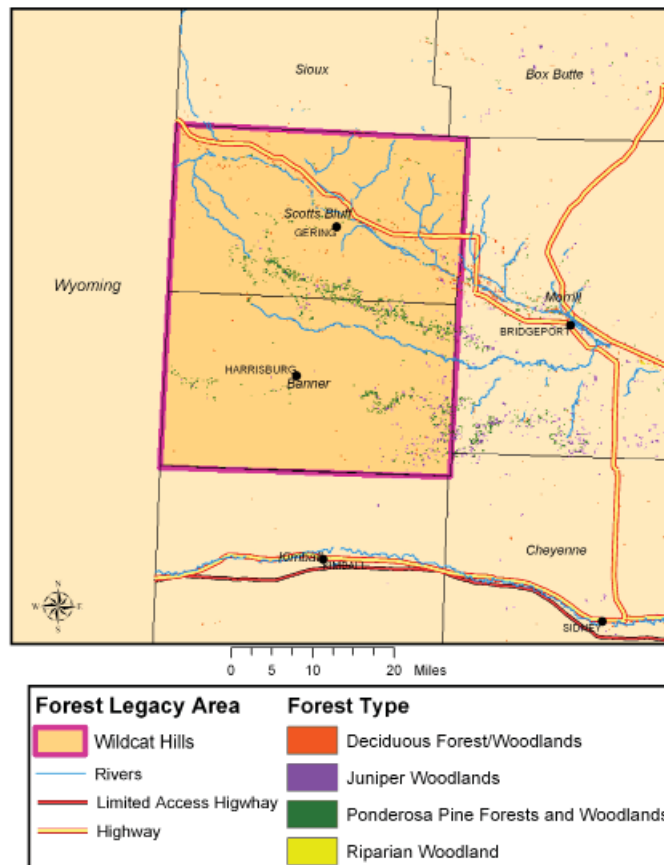 Sioux
Box Butte
Scotts Bluff
GERING
Wyoming
Morrill
BRIDGEPORT
HARRISBURG
Banner
Kimball
KIMBALL
Cheyenne
SIDNEY
N
W E
S
0 5 10 20 Miles
Forest Legacy Area
Wildcat Hills
Rivers
Limited Access Higwhay
Highway
Forest Type
Deciduous Forest/Woodlands
Juniper Woodlands
Ponderosa Pine Forests and Woodlands
Riparian Woodland